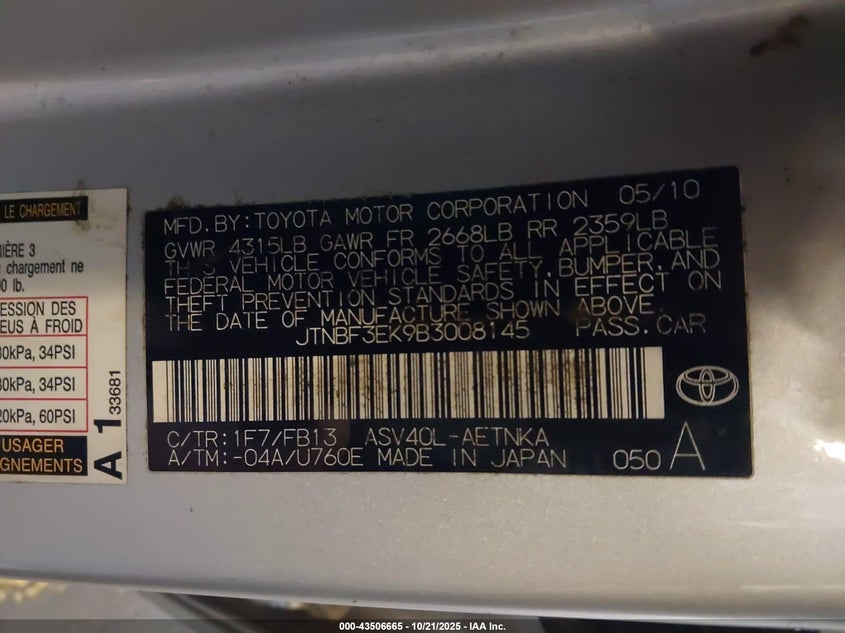 LE CHARGEMENT
IÈRE 3
chargement ne
00 lb.
ESSION DES
EUS À FROID
30kPa, 34PSI
30kPa, 34PSI
20kPa, 60PSI
USAGER
GNEMENTS
A 1 33681
MFD. BY: TOYOTA MOTOR CORPORATION 05/10
GVWR 4315LB GAWR FR 2668LB RR 2359LB
THIS VEHICLE CONFORMS TO ALL APPLICABLE
FEDERAL MOTOR VEHICLE SAFETY, BUMPER, AND
THEFT PREVENTION STANDARDS IN EFFECT ON
THE DATE OF MANUFACTURE SHOWN ABOVE.
JTNBF3EK9B3008145 PASS. CAR
C/TR: 1F7/FB13 ASV40L-AETNKA
A/TM: -04A/U760E MADE IN JAPAN 050 A
000-43506665 - 10/21/2025 - IAA Inc.